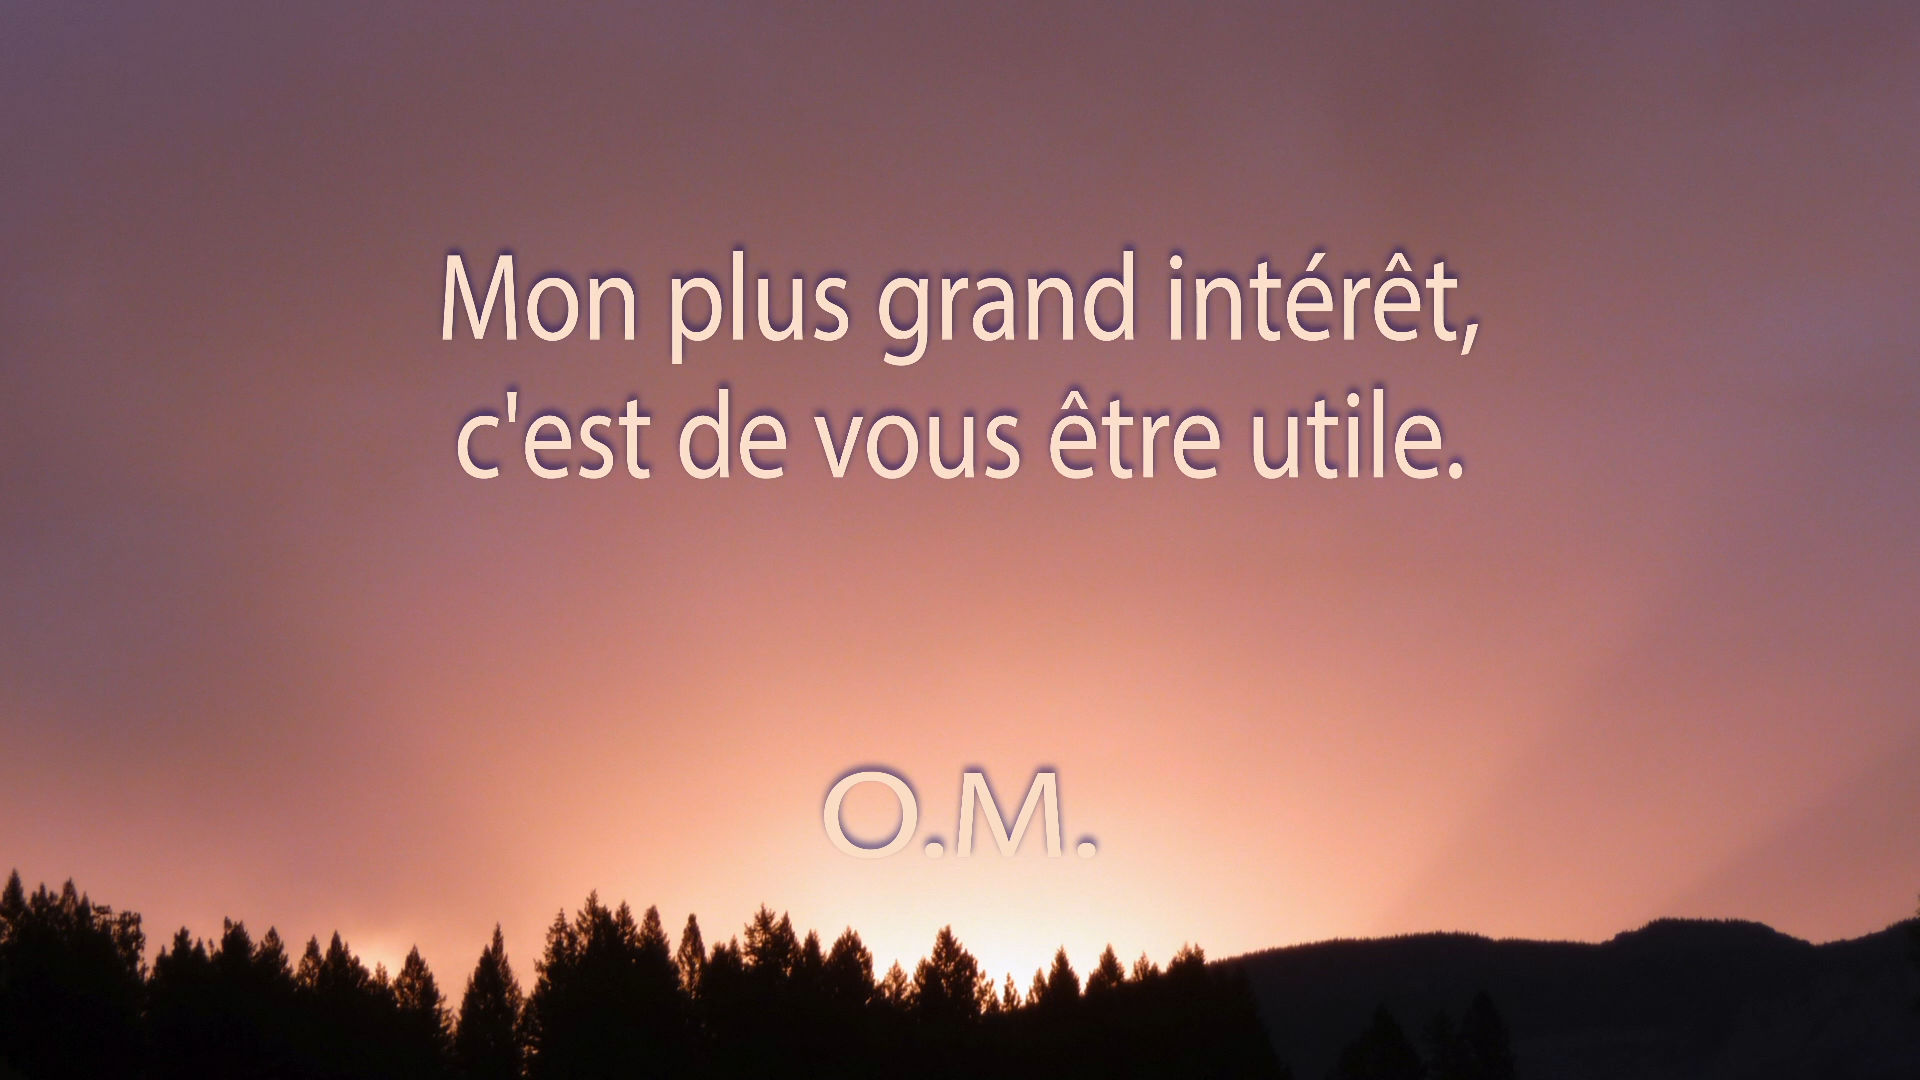 Mon plus grand intérêt,
c'est de vous être utile.
O.M.